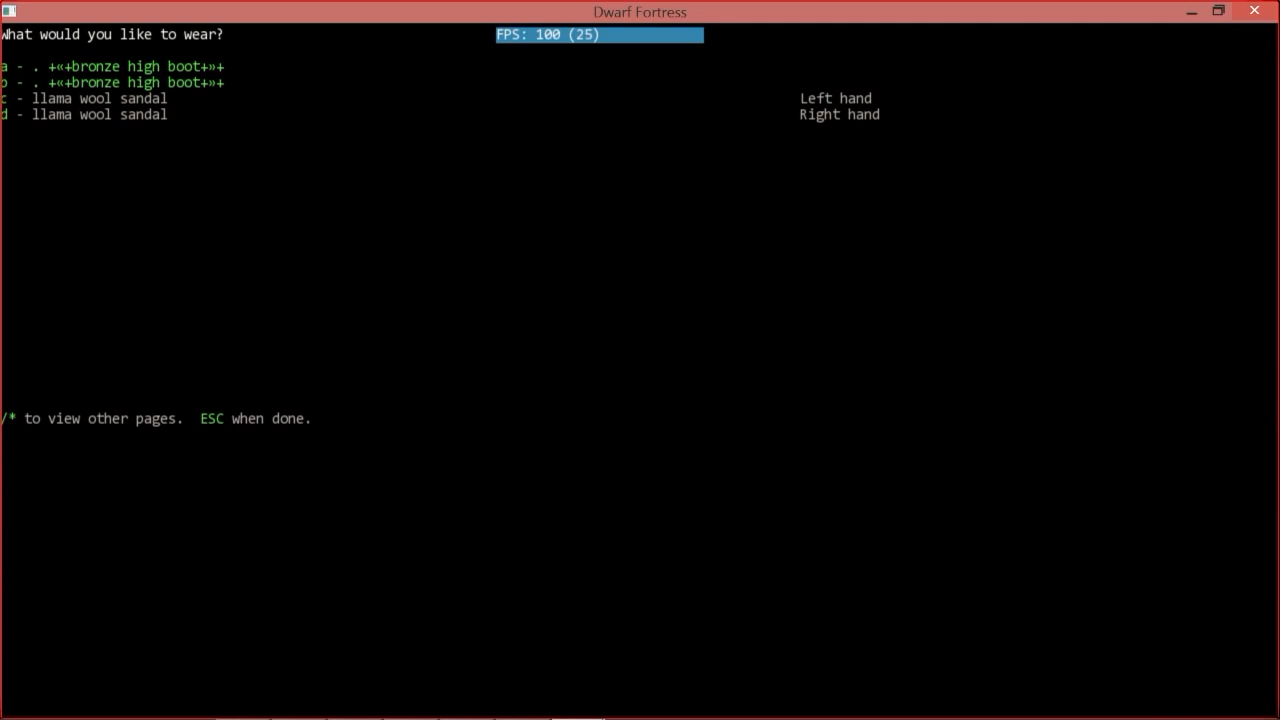 Dwarf Fortress
What would you like to wear? FPS: 100 (25)
a - . +«+bronze high boot+»+
b - . +«+bronze high boot+»+
c - llama wool sandal Left hand
d - llama wool sandal Right hand
/* to view other pages. ESC when done.